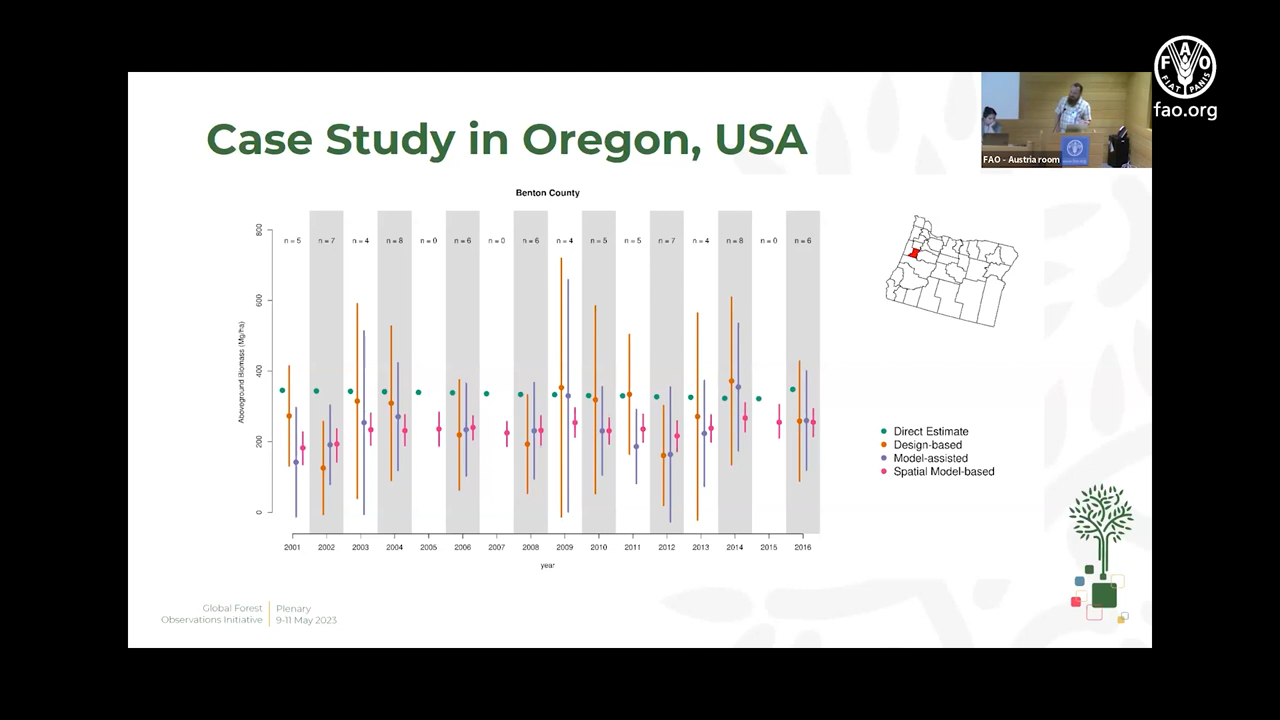 FAO
FIAT PANIS
fao.org
FAO - Austria room
Case Study in Oregon, USA
Benton County
n = 5 n = 7 n = 4 n = 8 n = 0 n = 6 n = 0 n = 6 n = 4 n = 5 n = 5 n = 7 n = 4 n = 8 n = 0 n = 6
800
600
400
200
0
Aboveground Biomass (Mg/ha)
2001 2002 2003 2004 2005 2006 2007 2008 2009 2010 2011 2012 2013 2014 2015 2016
year
Direct Estimate
Design-based
Model-assisted
Spatial Model-based
Global Forest
Observations Initiative
Plenary
9-11 May 2023